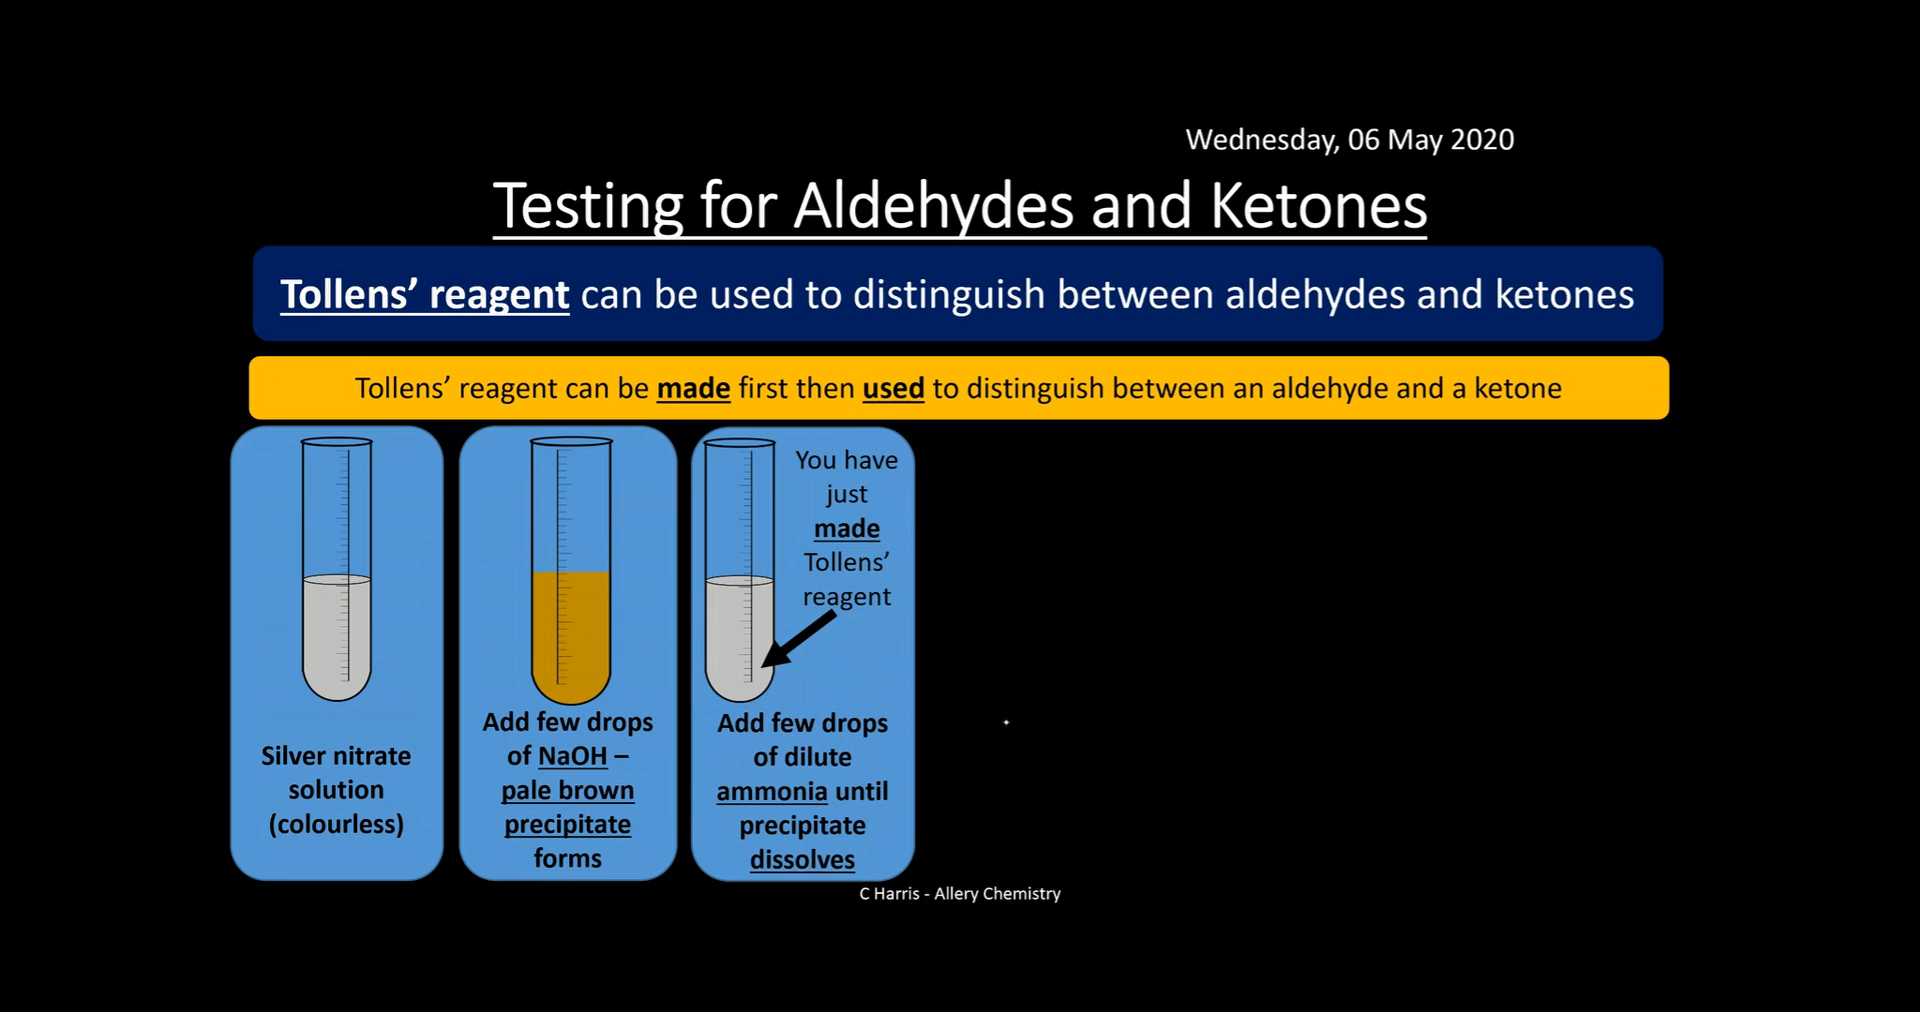 Wednesday, 06 May 2020
Testing for Aldehydes and Ketones
Tollens’ reagent can be used to distinguish between aldehydes and ketones
Tollens’ reagent can be made first then used to distinguish between an aldehyde and a ketone
Silver nitrate
solution
(colourless)
Add few drops
of NaOH –
pale brown
precipitate
forms
You have
just
made
Tollens’
reagent
Add few drops
of dilute
ammonia until
precipitate
dissolves
C Harris - Allery Chemistry